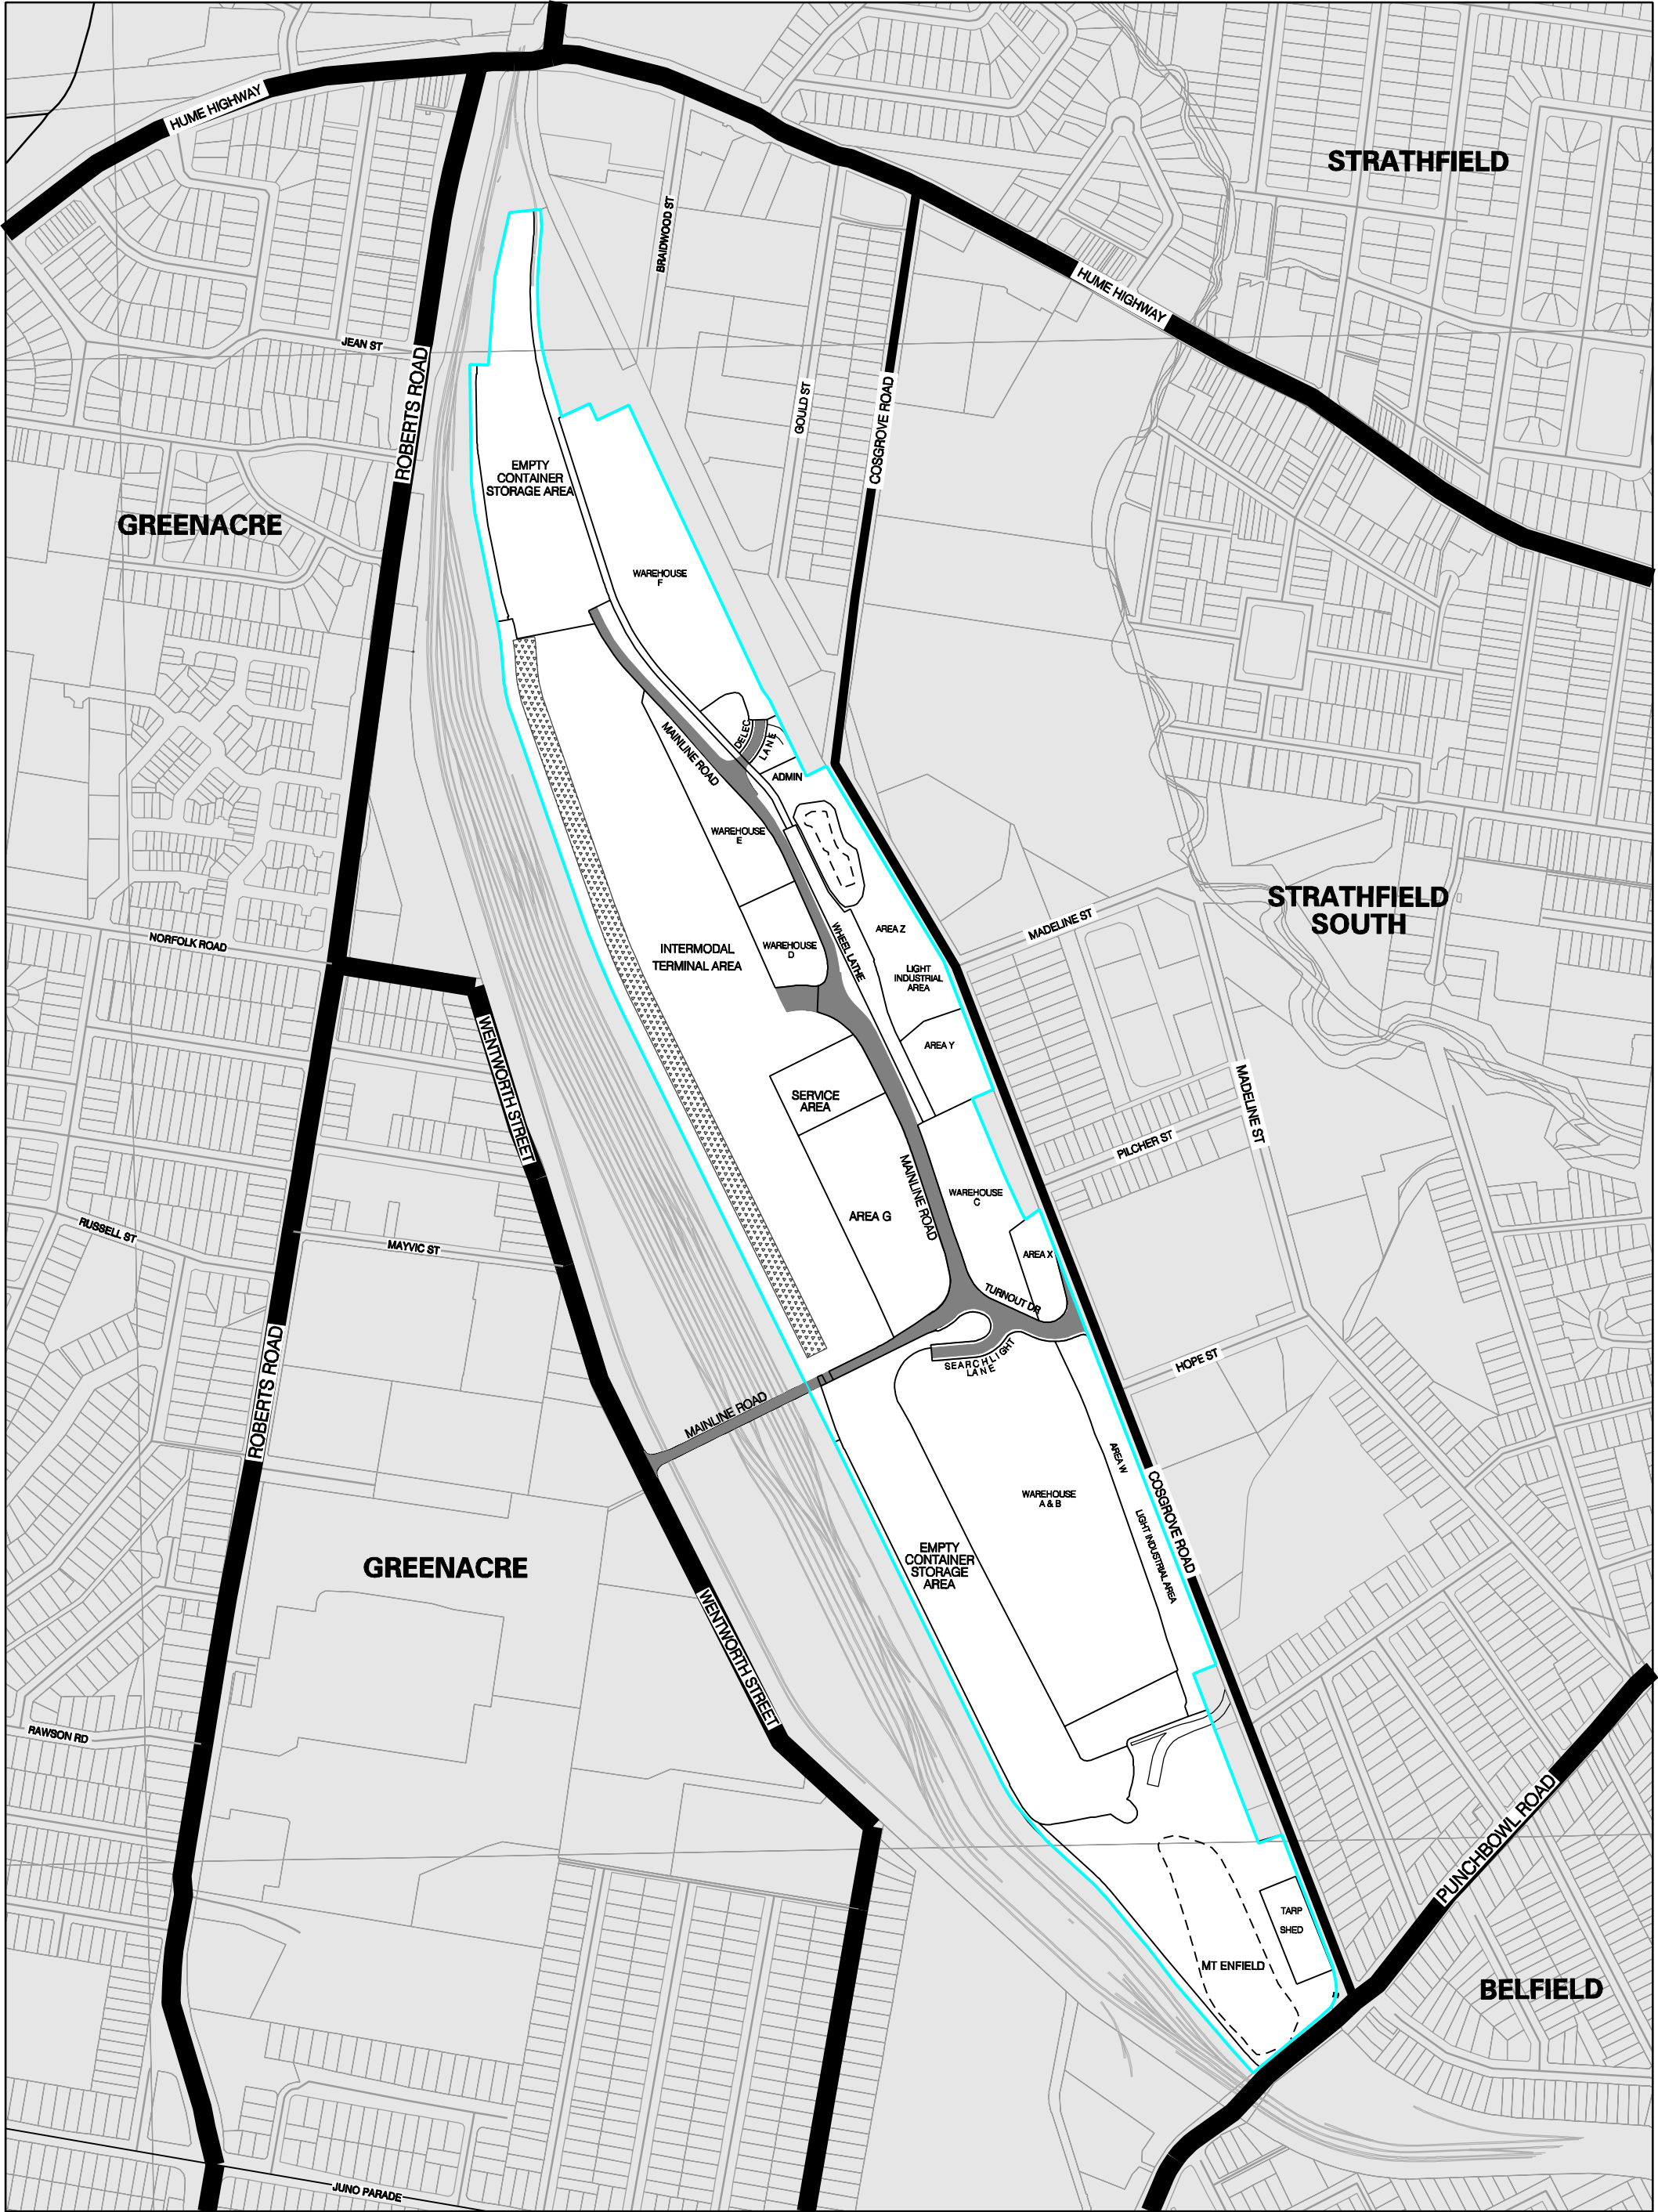 HUME HIGHWAY
STRATHFIELD
BRAIDWOOD ST
HUME HIGHWAY
JEAN ST
ROBERTS ROAD
GOULD ST
COSGROVE ROAD
EMPTY
CONTAINER
STORAGE AREA
GREENACRE
WAREHOUSE
F
MAINLINE ROAD
DELEC
LANE
ADMIN
WAREHOUSE
E
STRATHFIELD
SOUTH
MADELINE ST
NORFOLK ROAD
INTERMODAL
TERMINAL AREA
WAREHOUSE
D
WHEEL LATHE
AREA Z
LIGHT
INDUSTRIAL
AREA
WENTWORTH STREET
AREA Y
SERVICE
AREA
MADELINE ST
PILCHER ST
MAINLINE ROAD
WAREHOUSE
C
AREA G
RUSSELL ST
MAYVIC ST
AREA X
TURNOUT DR
ROBERTS ROAD
SEARCHLIGHT
LANE
HOPE ST
MAINLINE ROAD
AREA W
COSGROVE ROAD
WAREHOUSE
A & B
LIGHT INDUSTRIAL AREA
GREENACRE
EMPTY
CONTAINER
STORAGE
AREA
WENTWORTH STREET
RAWSON RD
PUNCHBOWL ROAD
TARP
SHED
MT ENFIELD
BELFIELD
JUNO PARADE